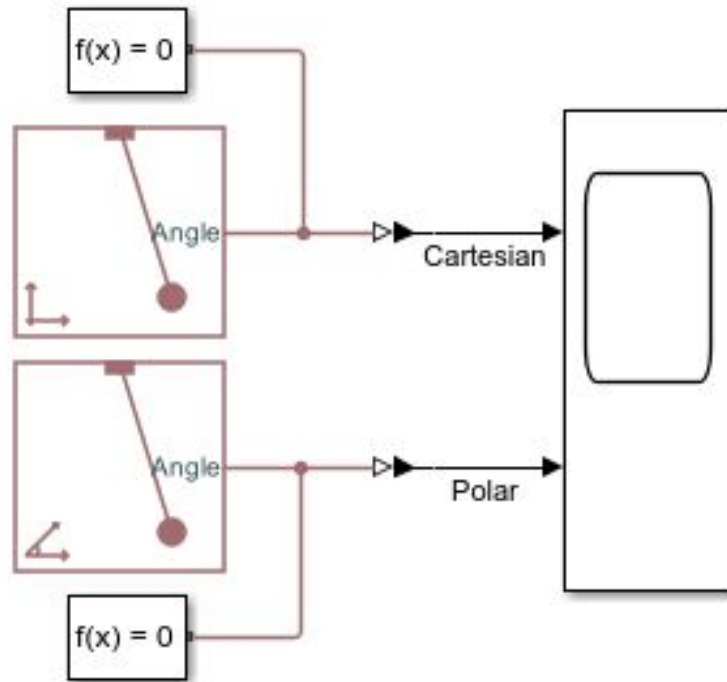 f(x) = 0
Angle
Cartesian
Angle
Polar
f(x) = 0